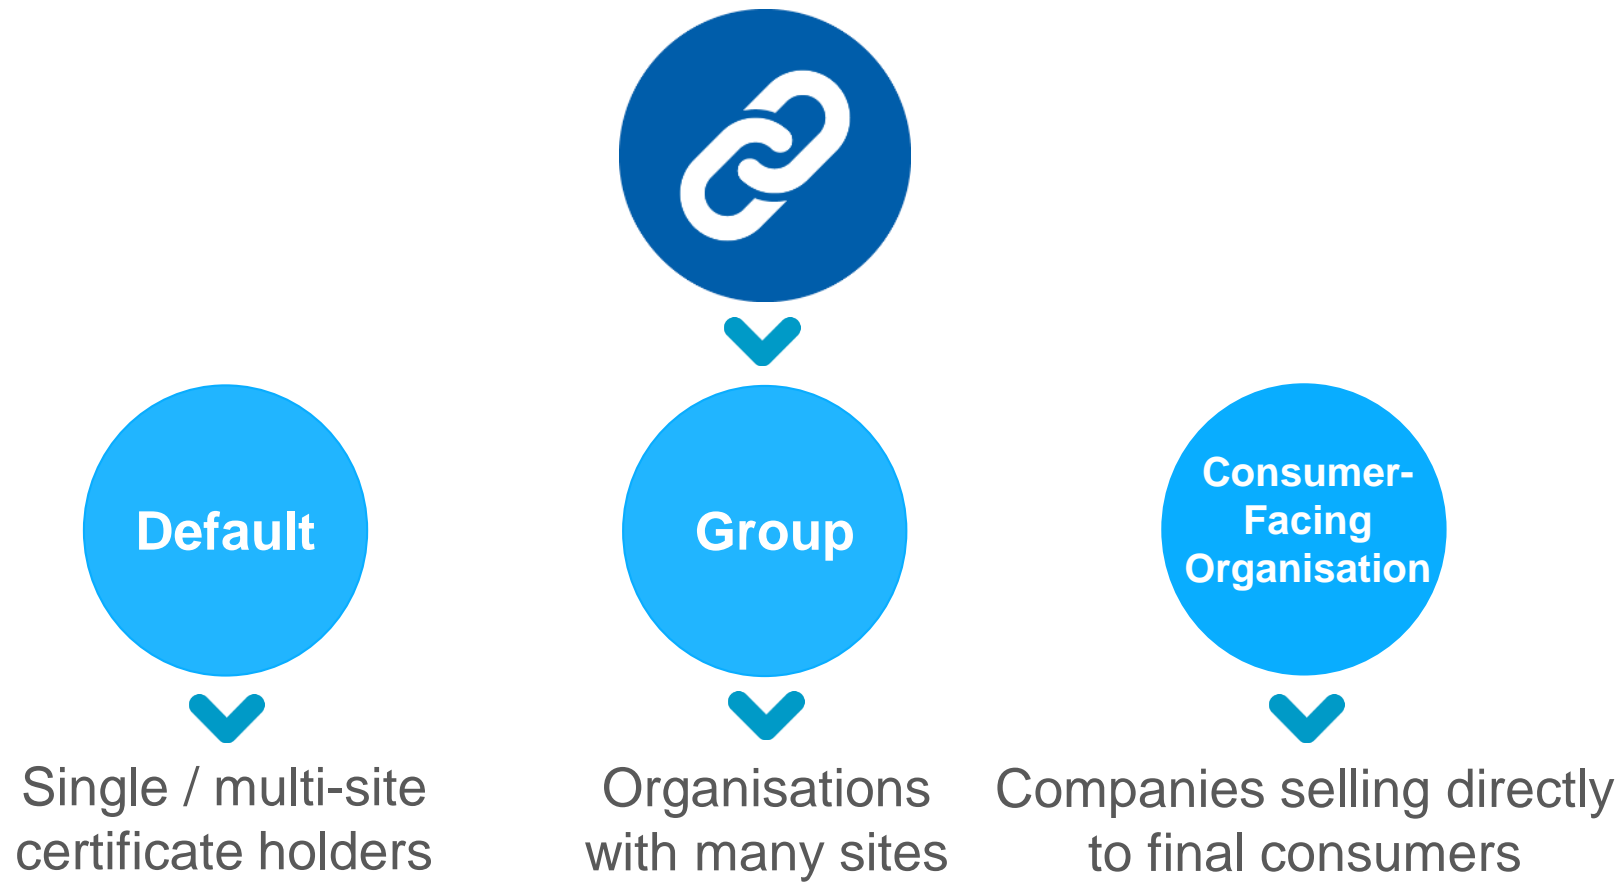 Default
Group
Consumer-
Facing
Organisation
Single / multi-site
certificate holders
Organisations
with many sites
Companies selling directly
to final consumers